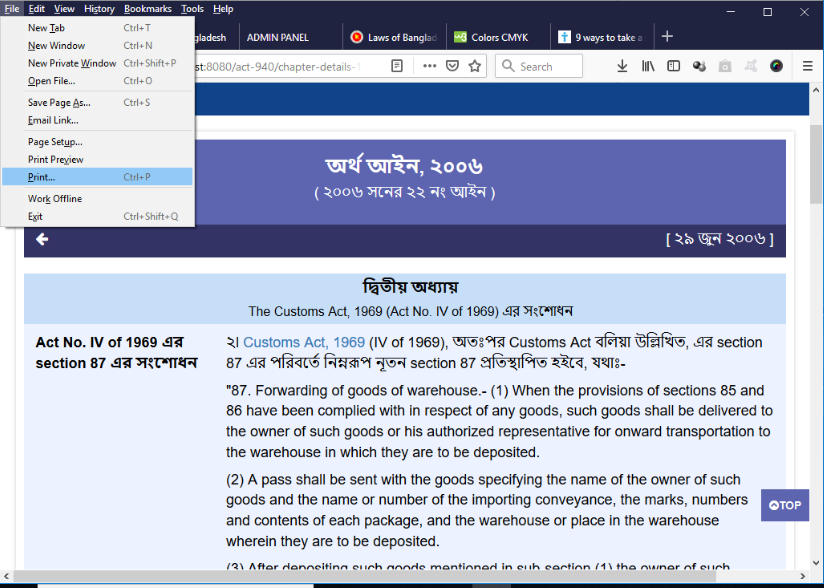 File Edit View History Bookmarks Tools Help
New Tab Ctrl+T
New Window Ctrl+N
New Private Window Ctrl+Shift+P
Open File... Ctrl+O
Save Page As... Ctrl+S
Email Link...
Page Setup...
Print Preview
Print... Ctrl+P
Work Offline
Exit Ctrl+Shift+Q
gladesh ADMIN PANEL Laws of Banglad Colors CMYK 9 ways to take a
st:8080/act-940/chapter-details- Search
অর্থ আইন, ২০০৬
( ২০০৬ সনের ২২ নং আইন )
[ ২৯ জুন ২০০৬ ]
দ্বিতীয় অধ্যায়
The Customs Act, 1969 (Act No. IV of 1969) এর সংশোধন
Act No. IV of 1969 এর
section 87 এর সংশোধন
২৷ Customs Act, 1969 (IV of 1969), অতঃপর Customs Act বলিয়া উল্লিখিত, এর section
87 এর পরিবর্তে নিম্নরূপ নূতন section 87 প্রতিস্থাপিত হইবে, যথাঃ-
"87. Forwarding of goods of warehouse.- (1) When the provisions of sections 85 and
86 have been complied with in respect of any goods, such goods shall be delivered to
the owner of such goods or his authorized representative for onward transportation to
the warehouse in which they are to be deposited.
(2) A pass shall be sent with the goods specifying the name of the owner of such
goods and the name or number of the importing conveyance, the marks, numbers
and contents of each package, and the warehouse or place in the warehouse
wherein they are to be deposited.
TOP
(3) After depositing such goods mentioned in sub section (1) the owner of such